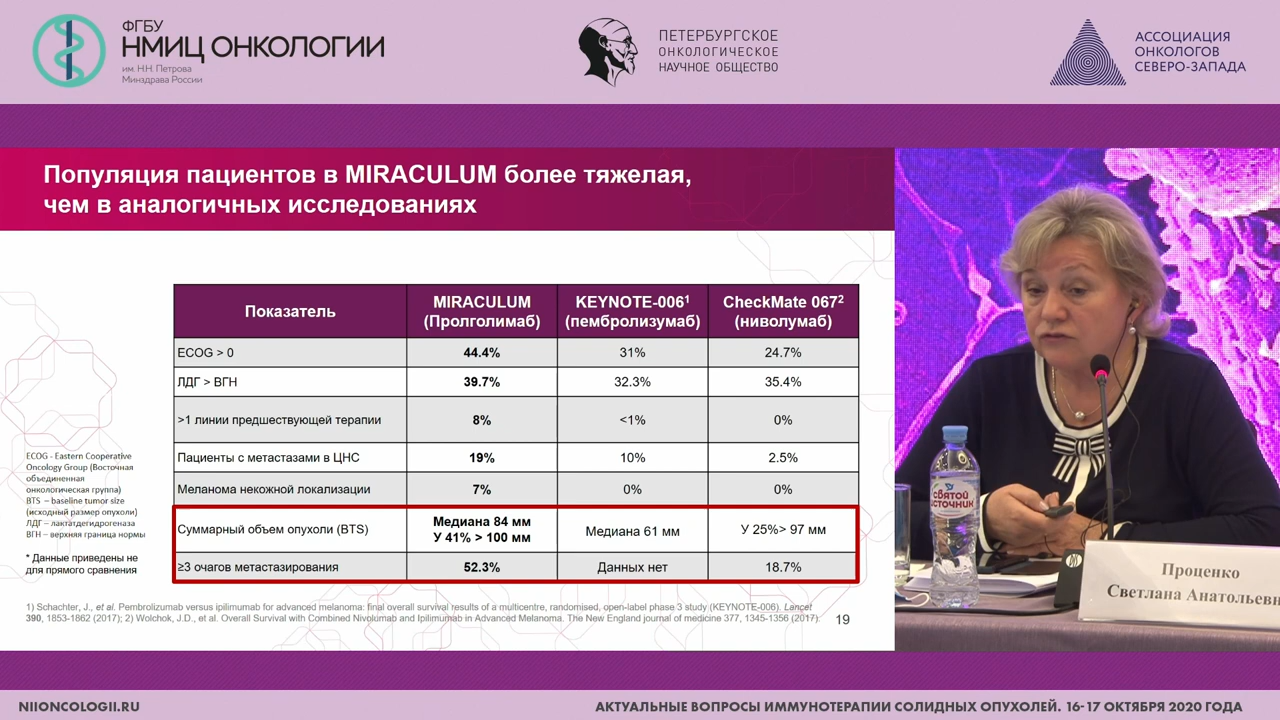 ФГБУ
НМИЦ ОНКОЛОГИИ
им. Н.Н. Петрова
Минздрава России
ПЕТЕРБУРГСКОЕ
ОНКОЛОГИЧЕСКОЕ
НАУЧНОЕ ОБЩЕСТВО
АССОЦИАЦИЯ
ОНКОЛОГОВ
СЕВЕРО-ЗАПАДА
Популяция пациентов в MIRACULUM более тяжелая,
чем в аналогичных исследованиях
Показатель
MIRACULUM
(Пролголимаб)
KEYNOTE-006¹
(пембролизумаб)
CheckMate 067²
(ниволумаб)
ECOG > 0 44.4% 31% 24.7%
ЛДГ > ВГН 39.7% 32.3% 35.4%
>1 линии предшествующей терапии 8% <1% 0%
Пациенты с метастазами в ЦНС 19% 10% 2.5%
Меланома некожной локализации 7% 0% 0%
Суммарный объем опухоли (BTS)
Медиана 84 мм
У 41% > 100 мм
Медиана 61 мм
У 25%> 97 мм
≥3 очагов метастазирования 52.3% Данных нет 18.7%
ECOG - Eastern Cooperative
Oncology Group (Восточная
объединенная
онкологическая группа)
BTS – baseline tumor size
(исходный размер опухоли)
ЛДГ – лактатдегидрогеназа
ВГН – верхняя граница нормы
* Данные приведены не
для прямого сравнения
1) Schachter, J., et al. Pembrolizumab versus ipilimumab for advanced melanoma: final overall survival results of a multicentre, randomised, open-label phase 3 study (KEYNOTE-006). Lancet
390, 1853-1862 (2017); 2) Wolchok, J.D., et al. Overall Survival with Combined Nivolumab and Ipilimumab in Advanced Melanoma. The New England journal of medicine 377, 1345-1356 (2017).
19
СВЯТОЙ
ИСТОЧНИК
Проценко
Светлана Анатольевн
NIIONCOLOGII.RU
АКТУАЛЬНЫЕ ВОПРОСЫ ИММУНОТЕРАПИИ СОЛИДНЫХ ОПУХОЛЕЙ. 16-17 ОКТЯБРЯ 2020 ГОДА